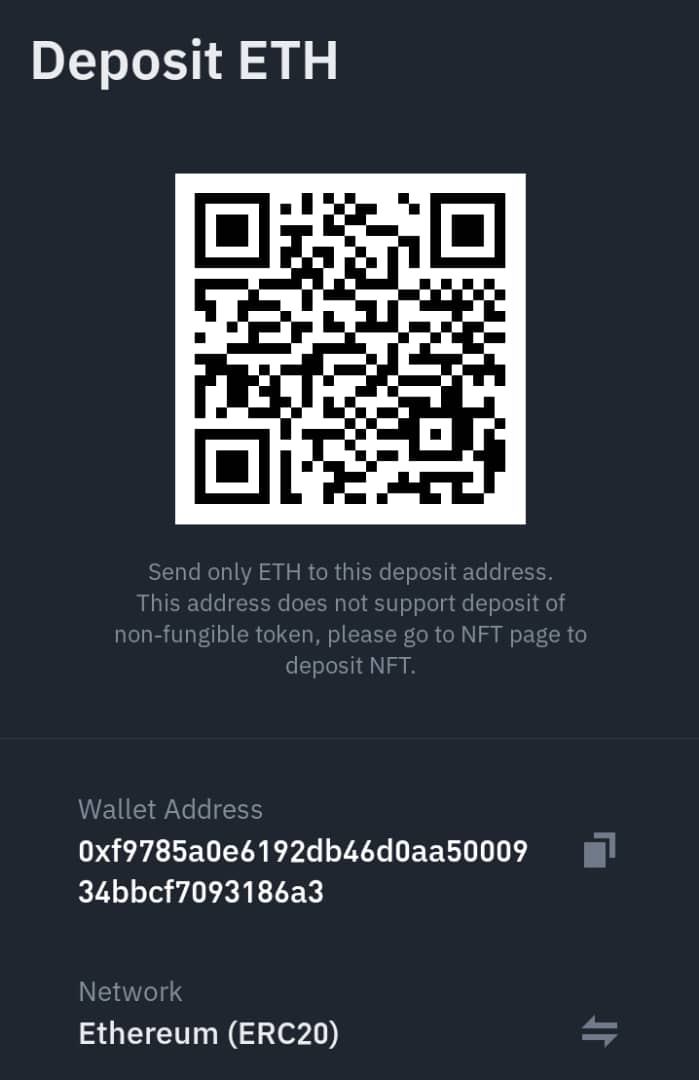 Deposit ETH
Send only ETH to this deposit address.
This address does not support deposit of
non-fungible token, please go to NFT page to
deposit NFT.
Wallet Address
0xf9785a0e6192db46d0aa50009
34bbcf7093186a3
Network
Ethereum (ERC20)